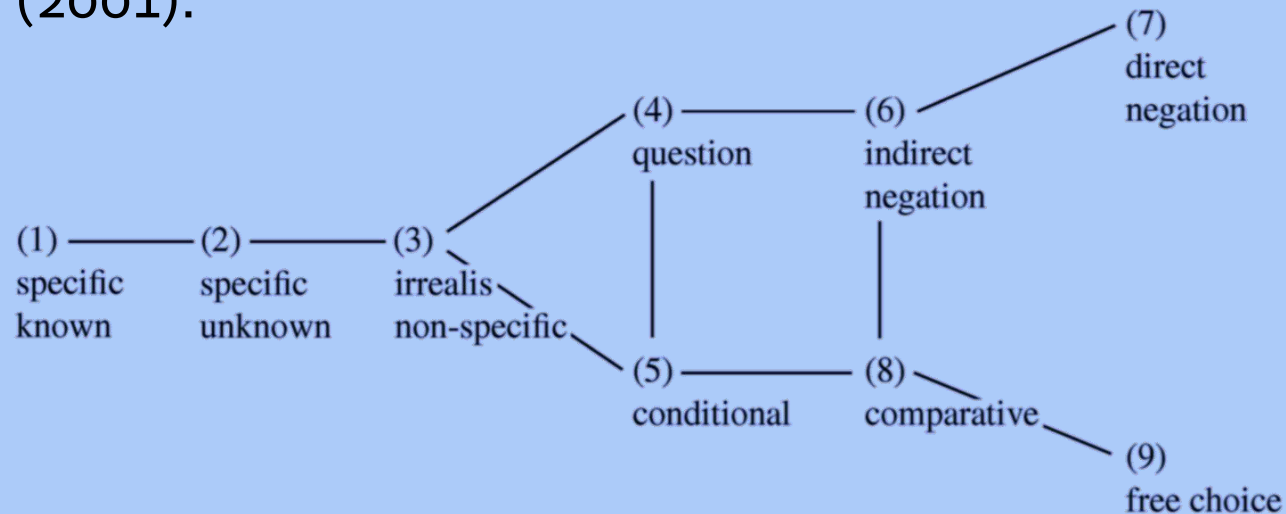 (2001).
(7)
direct
negation
(4)
question
(6)
indirect
negation
(1)
specific
known
(2)
specific
unknown
(3)
irrealis
non-specific
(5)
conditional
(8)
comparative
(9)
free choice